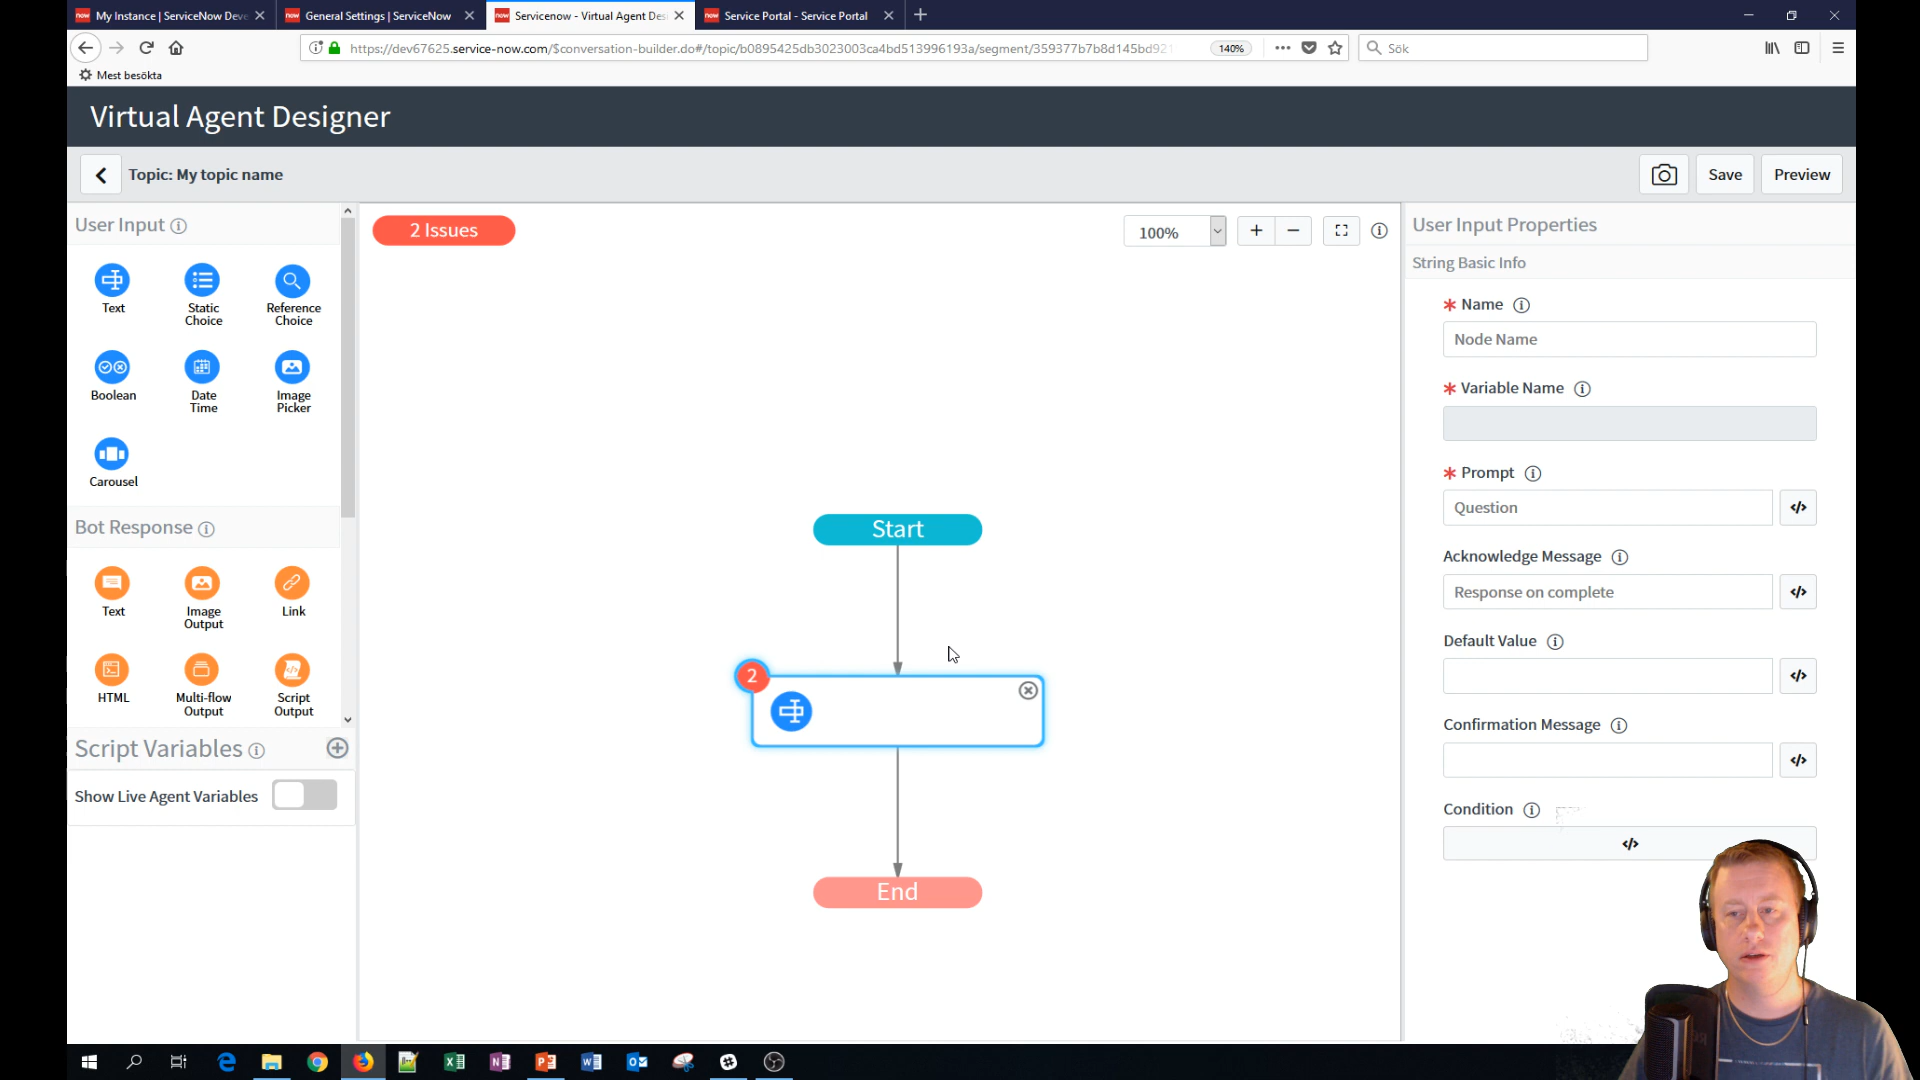 My Instance | ServiceNow Deve
General Settings | ServiceNow
Servicenow - Virtual Agent Des
Service Portal - Service Portal
https://dev67625.service-now.com/$conversation-builder.do#/topic/b0895425db3023003ca4bd513996193a/segment/359377b7b8d145bd921
140%
Sök
Mest besökta
Virtual Agent Designer
Topic: My topic name
Save
Preview
User Input
Text
Static
Choice
Reference
Choice
Boolean
Date
Time
Image
Picker
Carousel
Bot Response
Text
Image
Output
Link
HTML
Multi-flow
Output
Script
Output
Script Variables
Show Live Agent Variables
2 Issues
100%
Start
2
End
User Input Properties
String Basic Info
* Name
Node Name
* Variable Name
* Prompt
Question
Acknowledge Message
Response on complete
Default Value
Confirmation Message
Condition